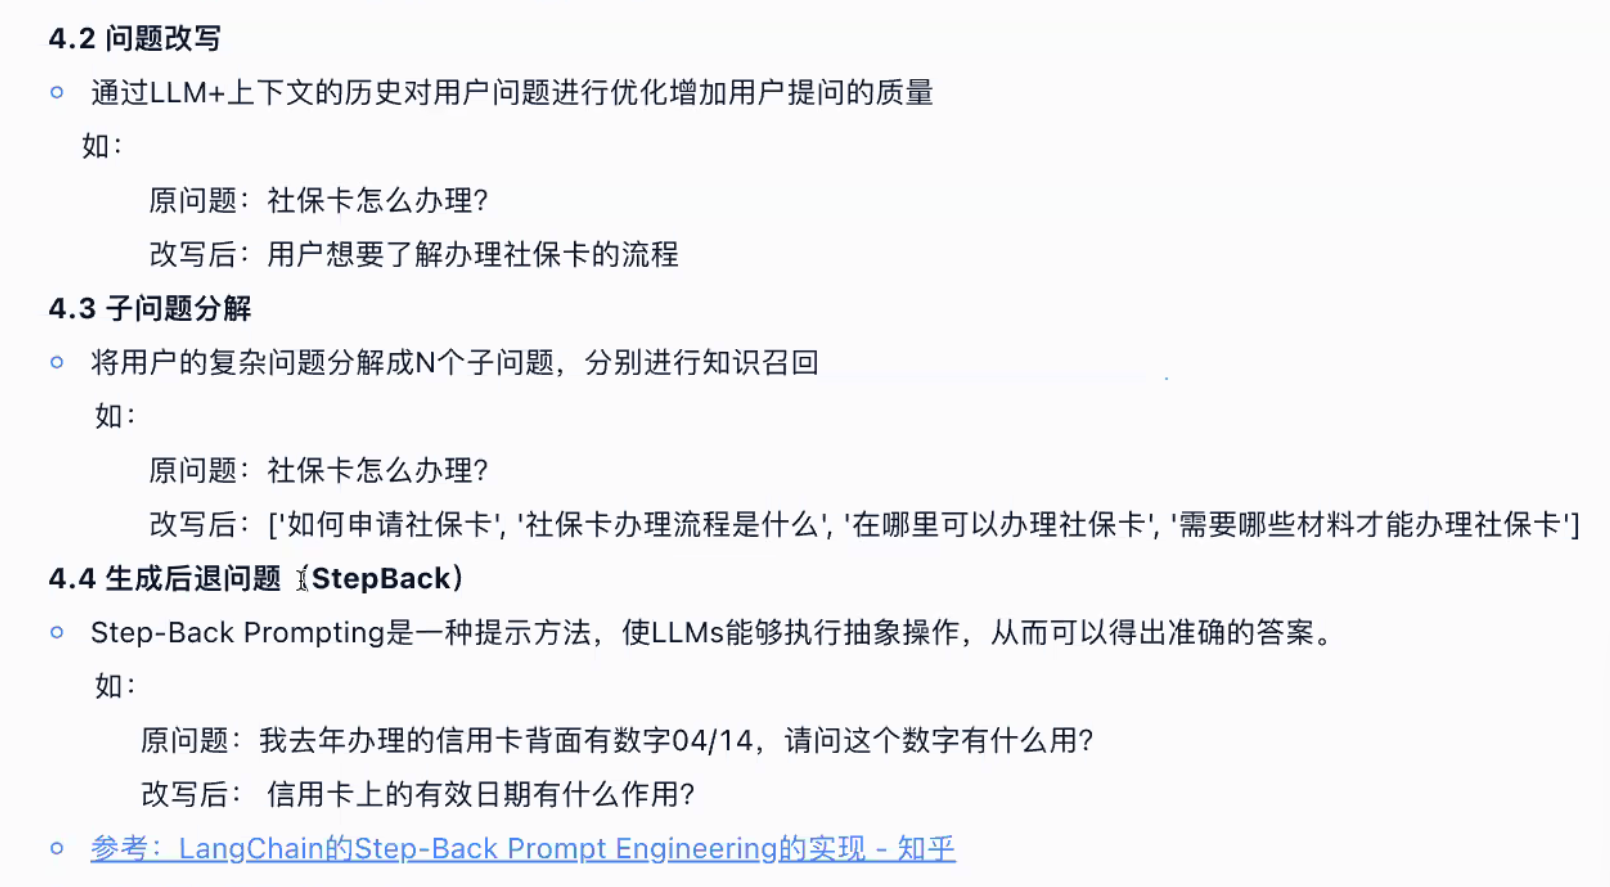 4.2 问题改写
通过LLM+上下文的历史对用户问题进行优化增加用户提问的质量
如：
原问题：社保卡怎么办理?
改写后：用户想要了解办理社保卡的流程
4.3 子问题分解
将用户的复杂问题分解成N个子问题，分别进行知识召回
如：
原问题：社保卡怎么办理?
改写后：['如何申请社保卡', '社保卡办理流程是什么', '在哪里可以办理社保卡', '需要哪些材料才能办理社保卡']
4.4 生成后退问题（StepBack）
Step-Back Prompting是一种提示方法，使LLMs能够执行抽象操作，从而可以得出准确的答案。
如：
原问题：我去年办理的信用卡背面有数字04/14，请问这个数字有什么用?
改写后： 信用卡上的有效日期有什么作用?
参考：LangChain的Step-Back Prompt Engineering的实现 - 知乎